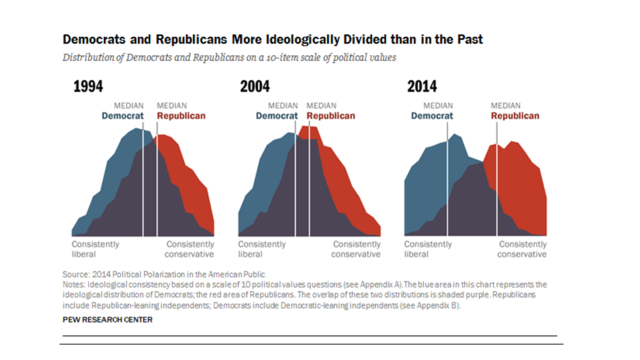 Democrats and Republicans More Ideologically Divided than in the Past
Distribution of Democrats and Republicans on a 10-item scale of political values
1994
MEDIAN MEDIAN
Democrat Republican
Consistently liberal
Consistently conservative
2004
MEDIAN MEDIAN
Democrat Republican
Consistently liberal
Consistently conservative
2014
MEDIAN MEDIAN
Democrat Republican
Consistently liberal
Consistently conservative
Source: 2014 Political Polarization in the American Public
Notes: Ideological consistency based on a scale of 10 political values questions (see Appendix A). The blue area in this chart represents the
ideological distribution of Democrats; the red area of Republicans. The overlap of these two distributions is shaded purple. Republicans
include Republican-leaning independents; Democrats include Democratic-leaning independents (see Appendix B).
PEW RESEARCH CENTER